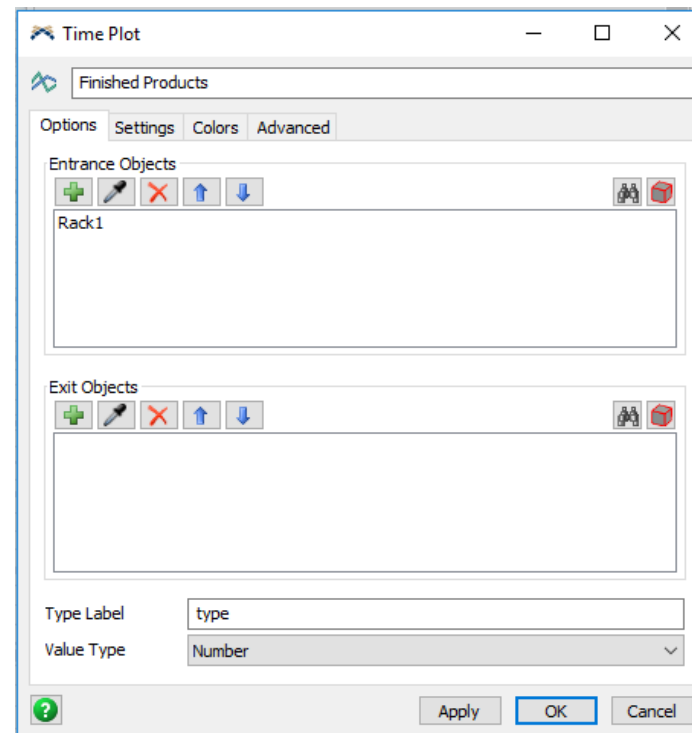 Time Plot
Finished Products
Options Settings Colors Advanced
Entrance Objects
Rack1
Exit Objects
Type Label type
Value Type Number
? Apply OK Cancel